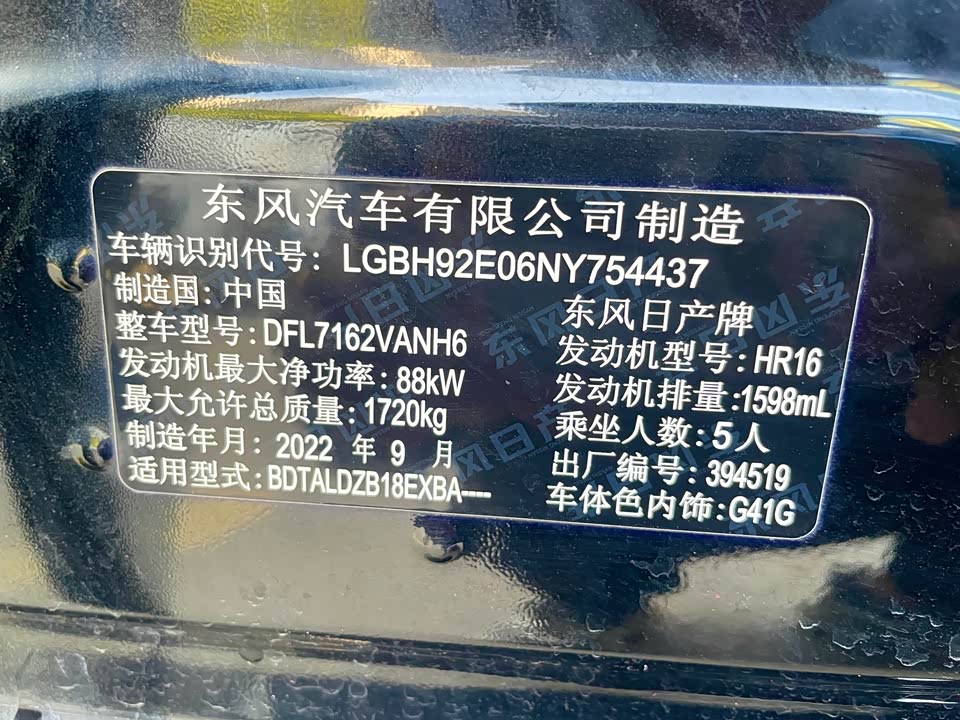 东风汽车有限公司制造
车辆识别代号: LGBH92E06NY754437
制造国: 中国 东风日产牌
整车型号: DFL7162VANH6 发动机型号: HR16
发动机最大净功率: 88kW 发动机排量: 1598mL
最大允许总质量: 1720kg 乘坐人数: 5人
制造年月: 2022 年 9 月 出厂编号: 394519
适用型式: BDTALDZB18EXBA---- 车体色内饰: G41G